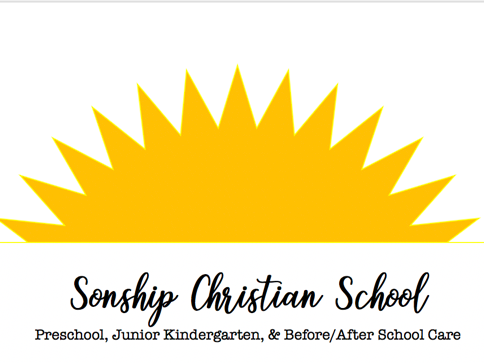 Sonship Christian School
Preschool, Junior Kindergarten, & Before/After School Care